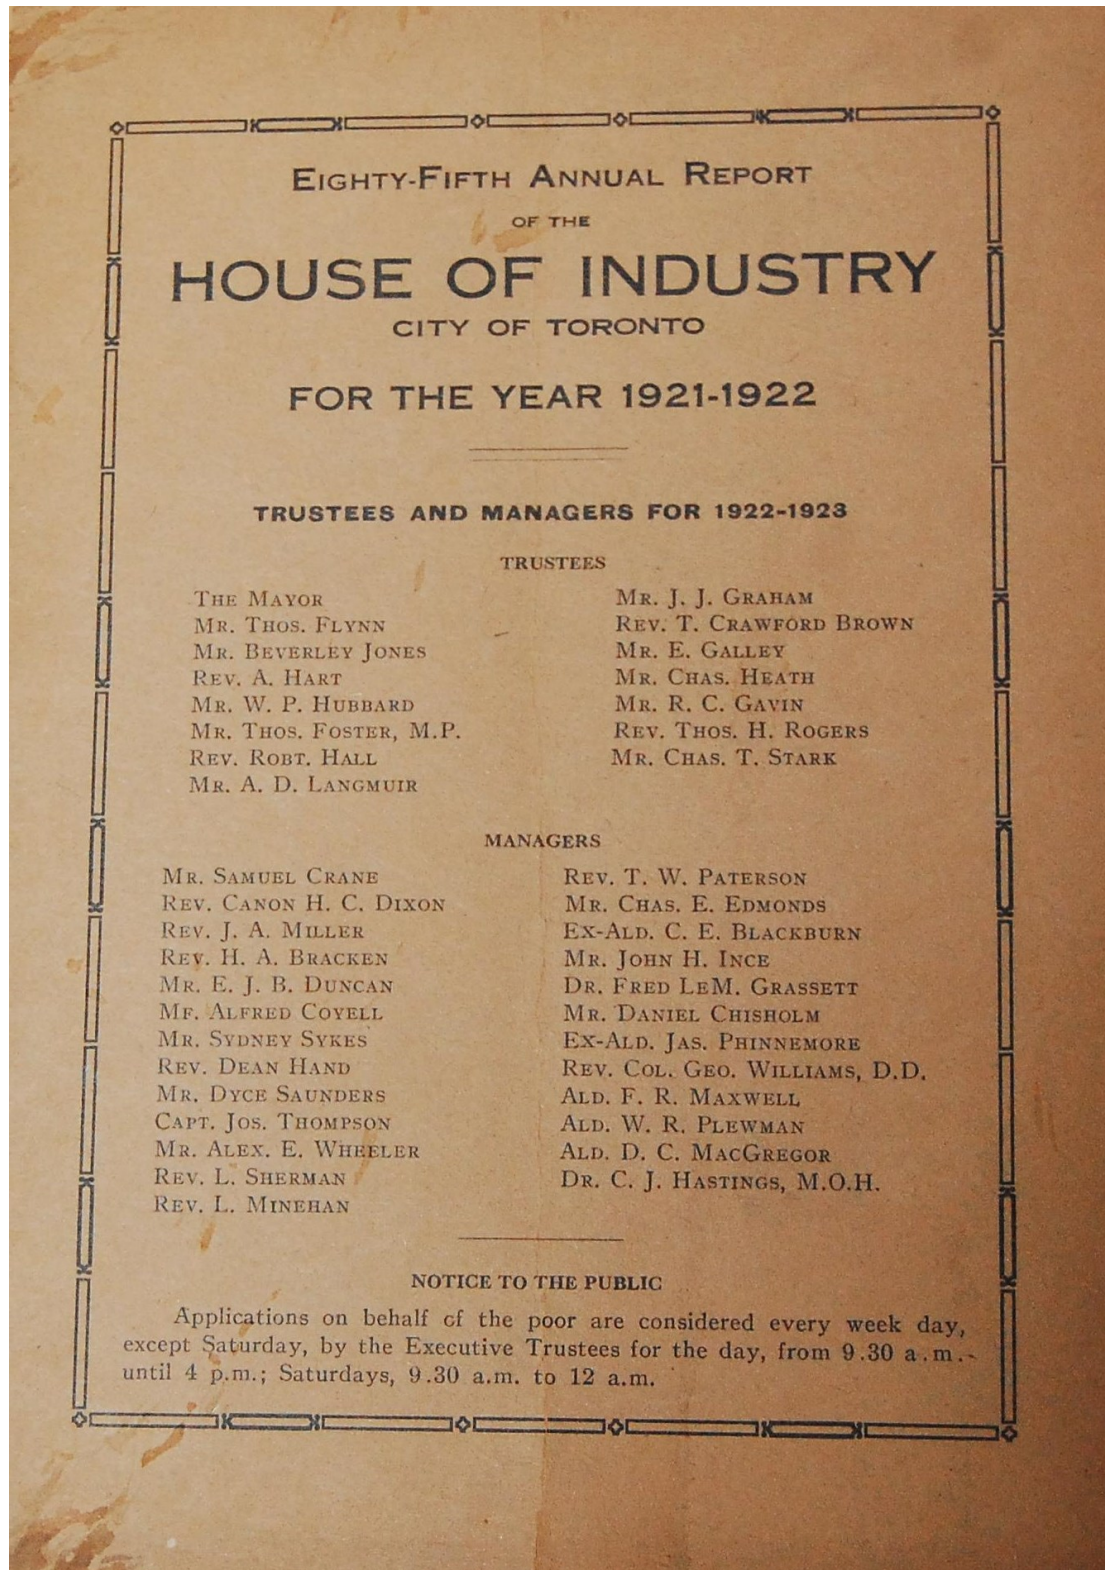 EIGHTY-FIFTH ANNUAL REPORT
OF THE
HOUSE OF INDUSTRY
CITY OF TORONTO
FOR THE YEAR 1921-1922
TRUSTEES AND MANAGERS FOR 1922-1923
TRUSTEES
THE MAYOR
MR. THOS. FLYNN
MR. BEVERLEY JONES
REV. A. HART
MR. W. P. HUBBARD
MR. THOS. FOSTER, M.P.
REV. ROBT. HALL
MR. A. D. LANGMUIR
MR. J. J. GRAHAM
REV. T. CRAWFORD BROWN
MR. E. GALLEY
MR. CHAS. HEATH
MR. R. C. GAVIN
REV. THOS. H. ROGERS
MR. CHAS. T. STARK
MANAGERS
MR. SAMUEL CRANE
REV. CANON H. C. DIXON
REV. J. A. MILLER
REV. H. A. BRACKEN
MR. E. J. B. DUNCAN
MR. ALFRED COYELL
MR. SYDNEY SYKES
REV. DEAN HAND
MR. DYCE SAUNDERS
CAPT. JOS. THOMPSON
MR. ALEX. E. WHEELER
REV. L. SHERMAN
REV. L. MINEHAN
REV. T. W. PATERSON
MR. CHAS. E. EDMONDS
EX-ALD. C. E. BLACKBURN
MR. JOHN H. INCE
DR. FRED LEM. GRASSETT
MR. DANIEL CHISHOLM
EX-ALD. JAS. PHINNEMORE
REV. COL. GEO. WILLIAMS, D.D.
ALD. F. R. MAXWELL
ALD. W. R. PLEWMAN
ALD. D. C. MACGREGOR
DR. C. J. HASTINGS, M.O.H.
NOTICE TO THE PUBLIC
Applications on behalf of the poor are considered every week day,
except Saturday, by the Executive Trustees for the day, from 9.30 a.m.
until 4 p.m.; Saturdays, 9.30 a.m. to 12 a.m.